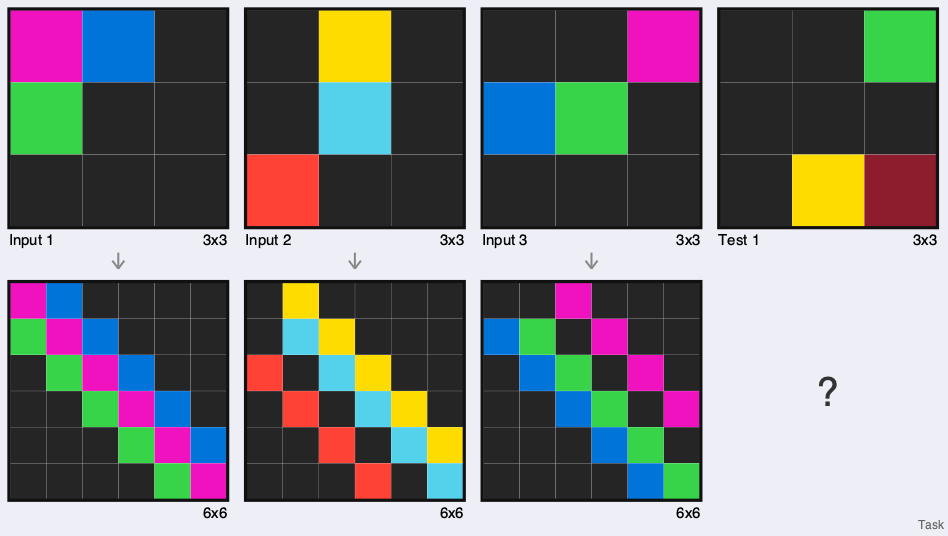 Input 1 3x3
Input 2 3x3
Input 3 3x3
Test 1 3x3
6x6
6x6
6x6
?
Task